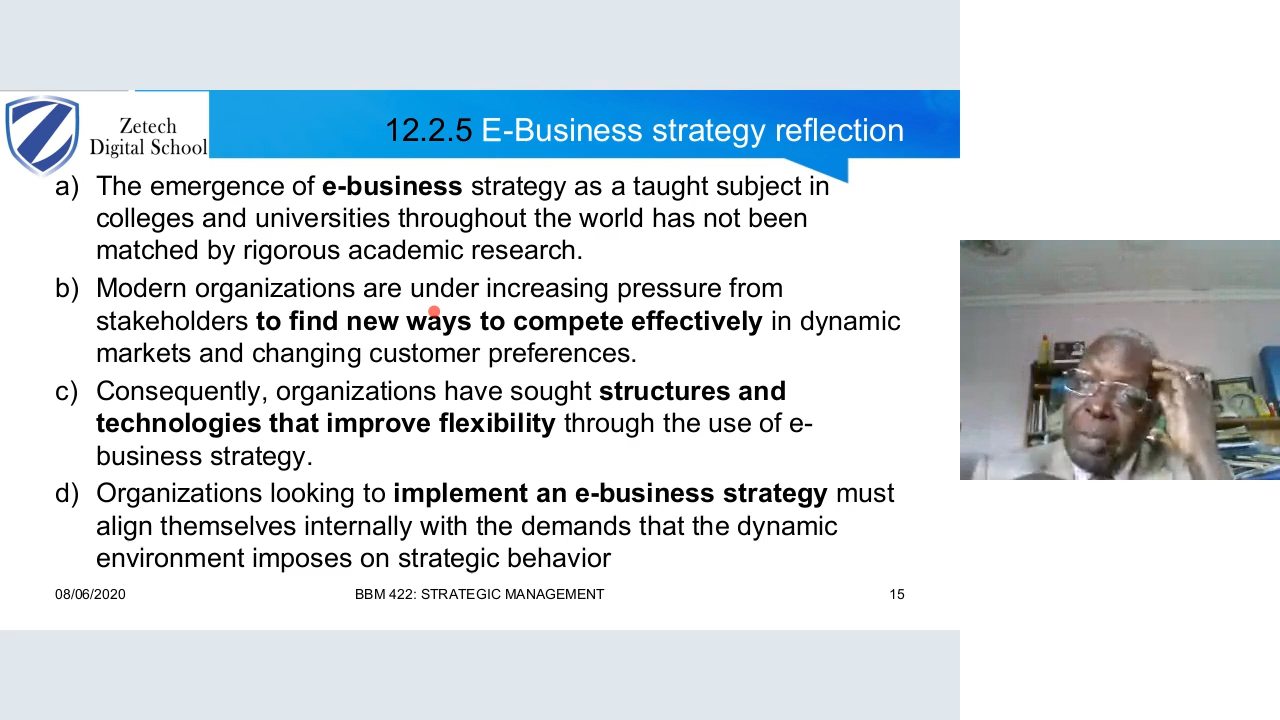 Zetech
Digital School
12.2.5 E-Business strategy reflection
a) The emergence of e-business strategy as a taught subject in
colleges and universities throughout the world has not been
matched by rigorous academic research.
b) Modern organizations are under increasing pressure from
stakeholders to find new ways to compete effectively in dynamic
markets and changing customer preferences.
c) Consequently, organizations have sought structures and
technologies that improve flexibility through the use of e-
business strategy.
d) Organizations looking to implement an e-business strategy must
align themselves internally with the demands that the dynamic
environment imposes on strategic behavior
08/06/2020
BBM 422: STRATEGIC MANAGEMENT
15